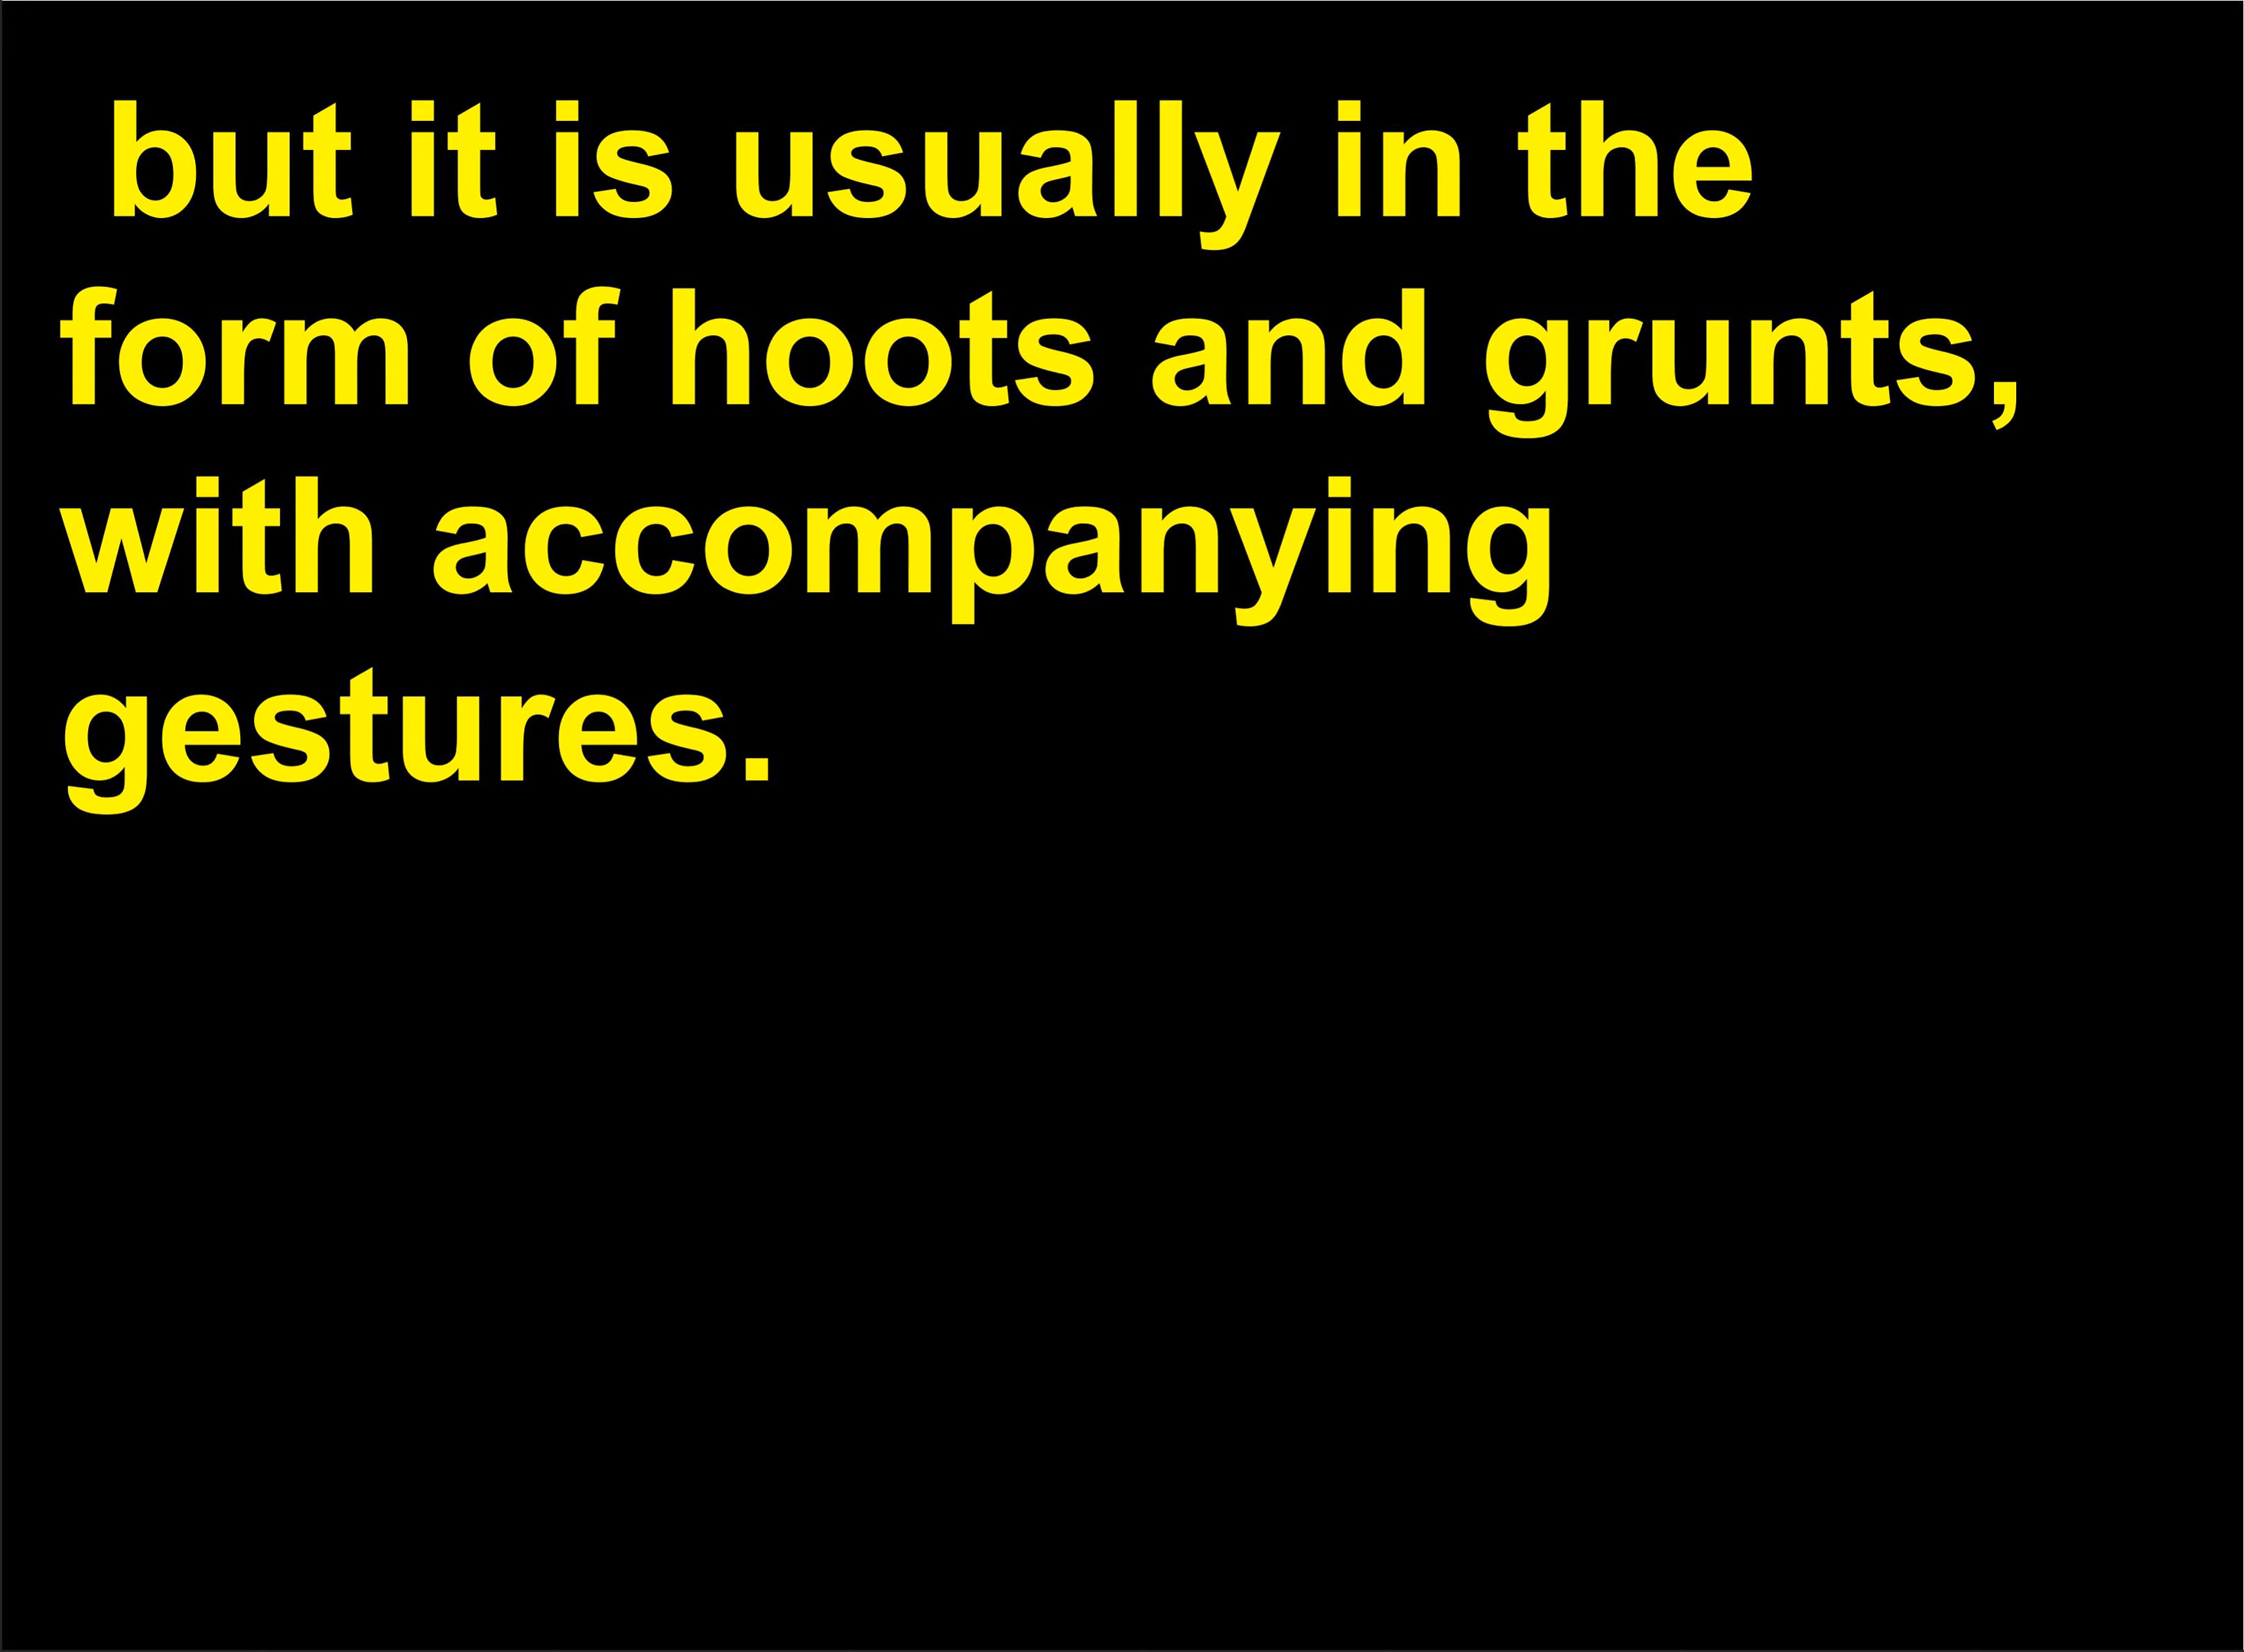 but it is usually in the
form of hoots and grunts,
with accompanying
gestures.